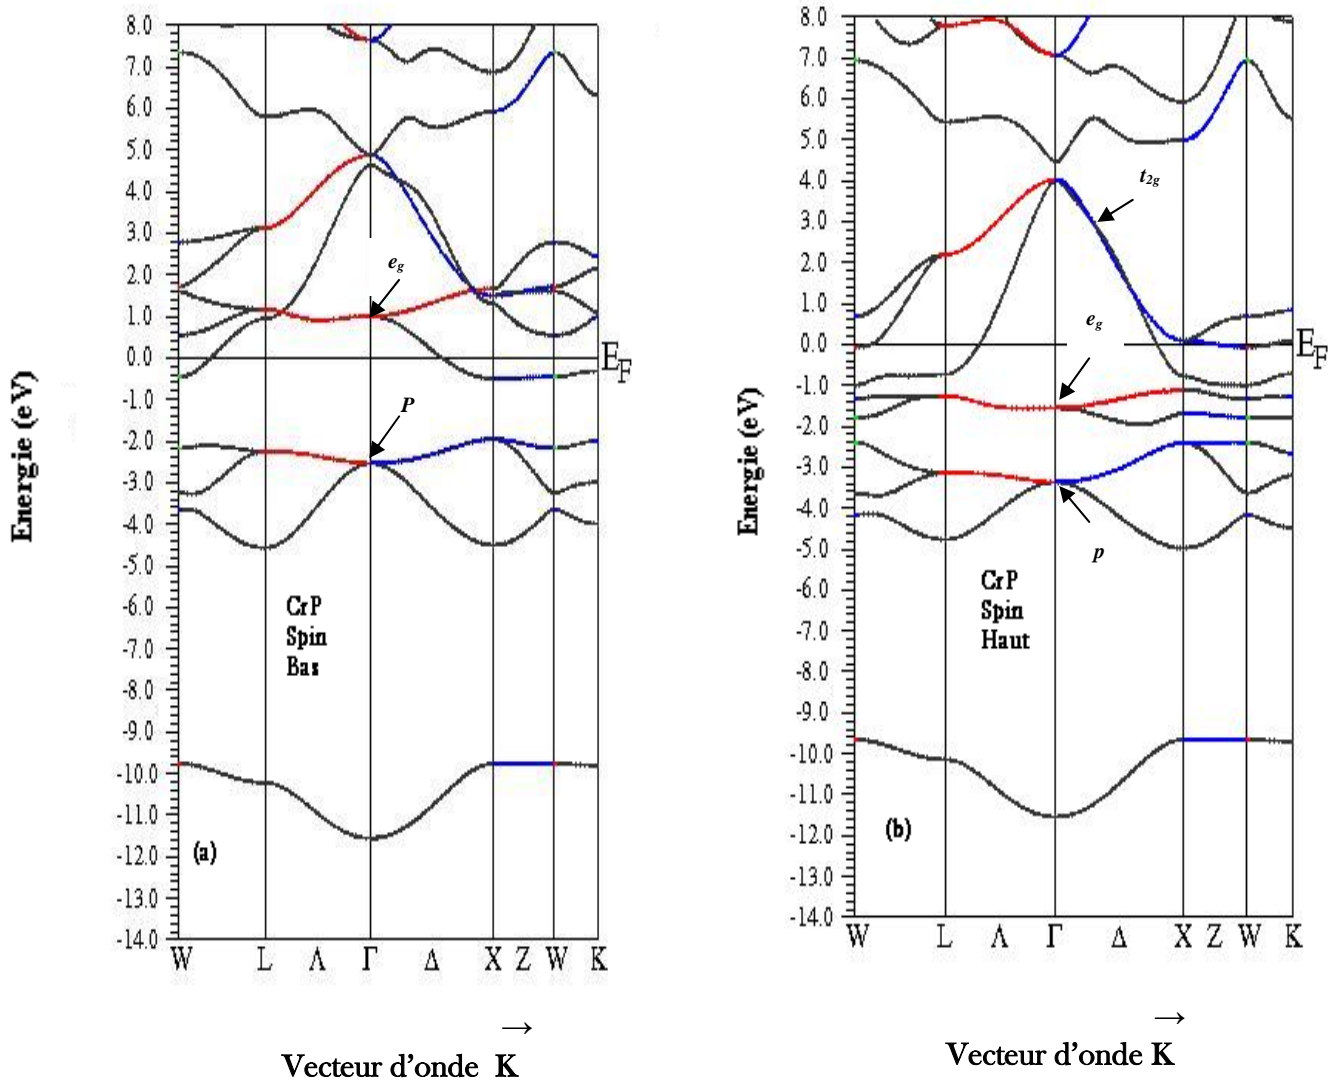 8.0
7.0
6.0
5.0
4.0
3.0
2.0
1.0
0.0
-1.0
-2.0
-3.0
-4.0
-5.0
-6.0
-7.0
-8.0
-9.0
-10.0
-11.0
-12.0
-13.0
-14.0
Energie (eV)
e_g
E_F
P
CrP
Spin
Bas
(a)
W L Λ Γ Δ X Z W K
Vecteur d'onde K⃗
8.0
7.0
6.0
5.0
4.0
3.0
2.0
1.0
0.0
-1.0
-2.0
-3.0
-4.0
-5.0
-6.0
-7.0
-8.0
-9.0
-10.0
-11.0
-12.0
-13.0
-14.0
Energie (eV)
t_2g
e_g
E_F
p
CrP
Spin
Haut
(b)
W L Λ Γ Δ X Z W K
Vecteur d'onde K⃗